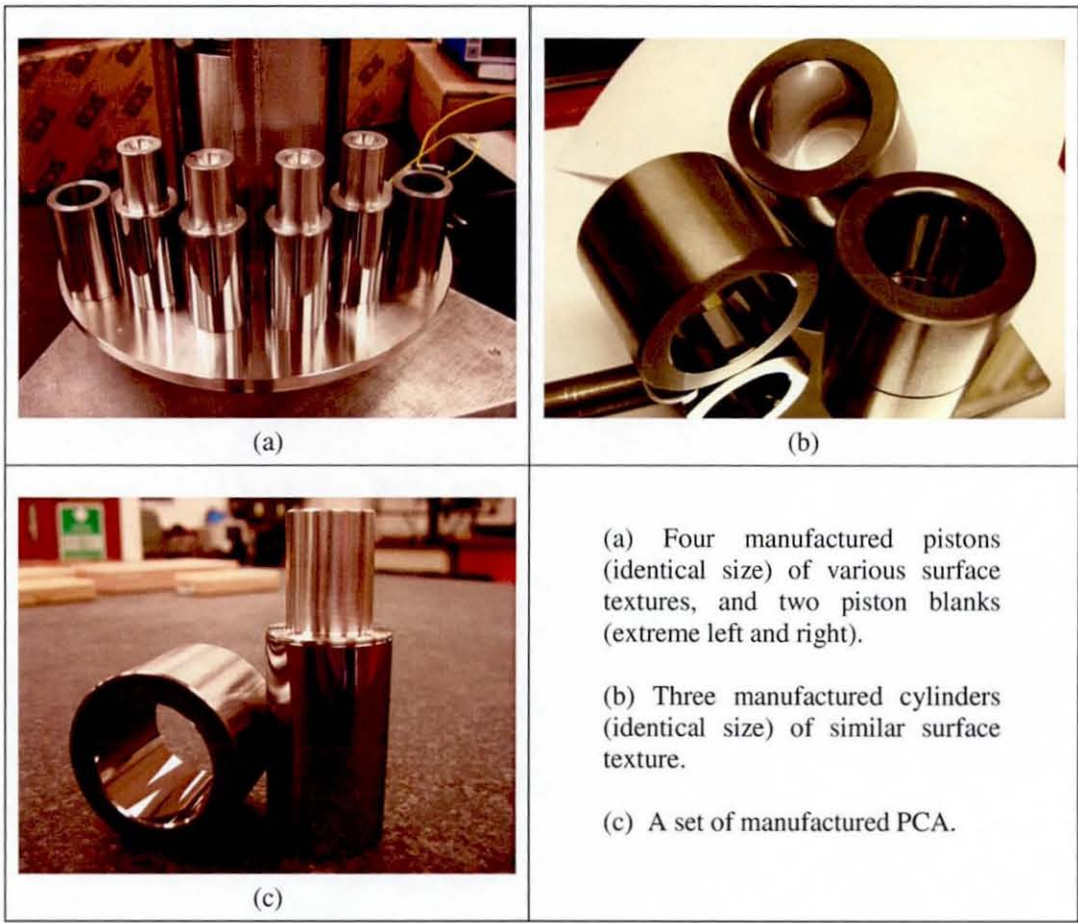 (a)
(b)
(a) Four manufactured pistons
(identical size) of various surface
textures, and two piston blanks
(extreme left and right).
(b) Three manufactured cylinders
(identical size) of similar surface
texture.
(c) A set of manufactured PCA.
(c)